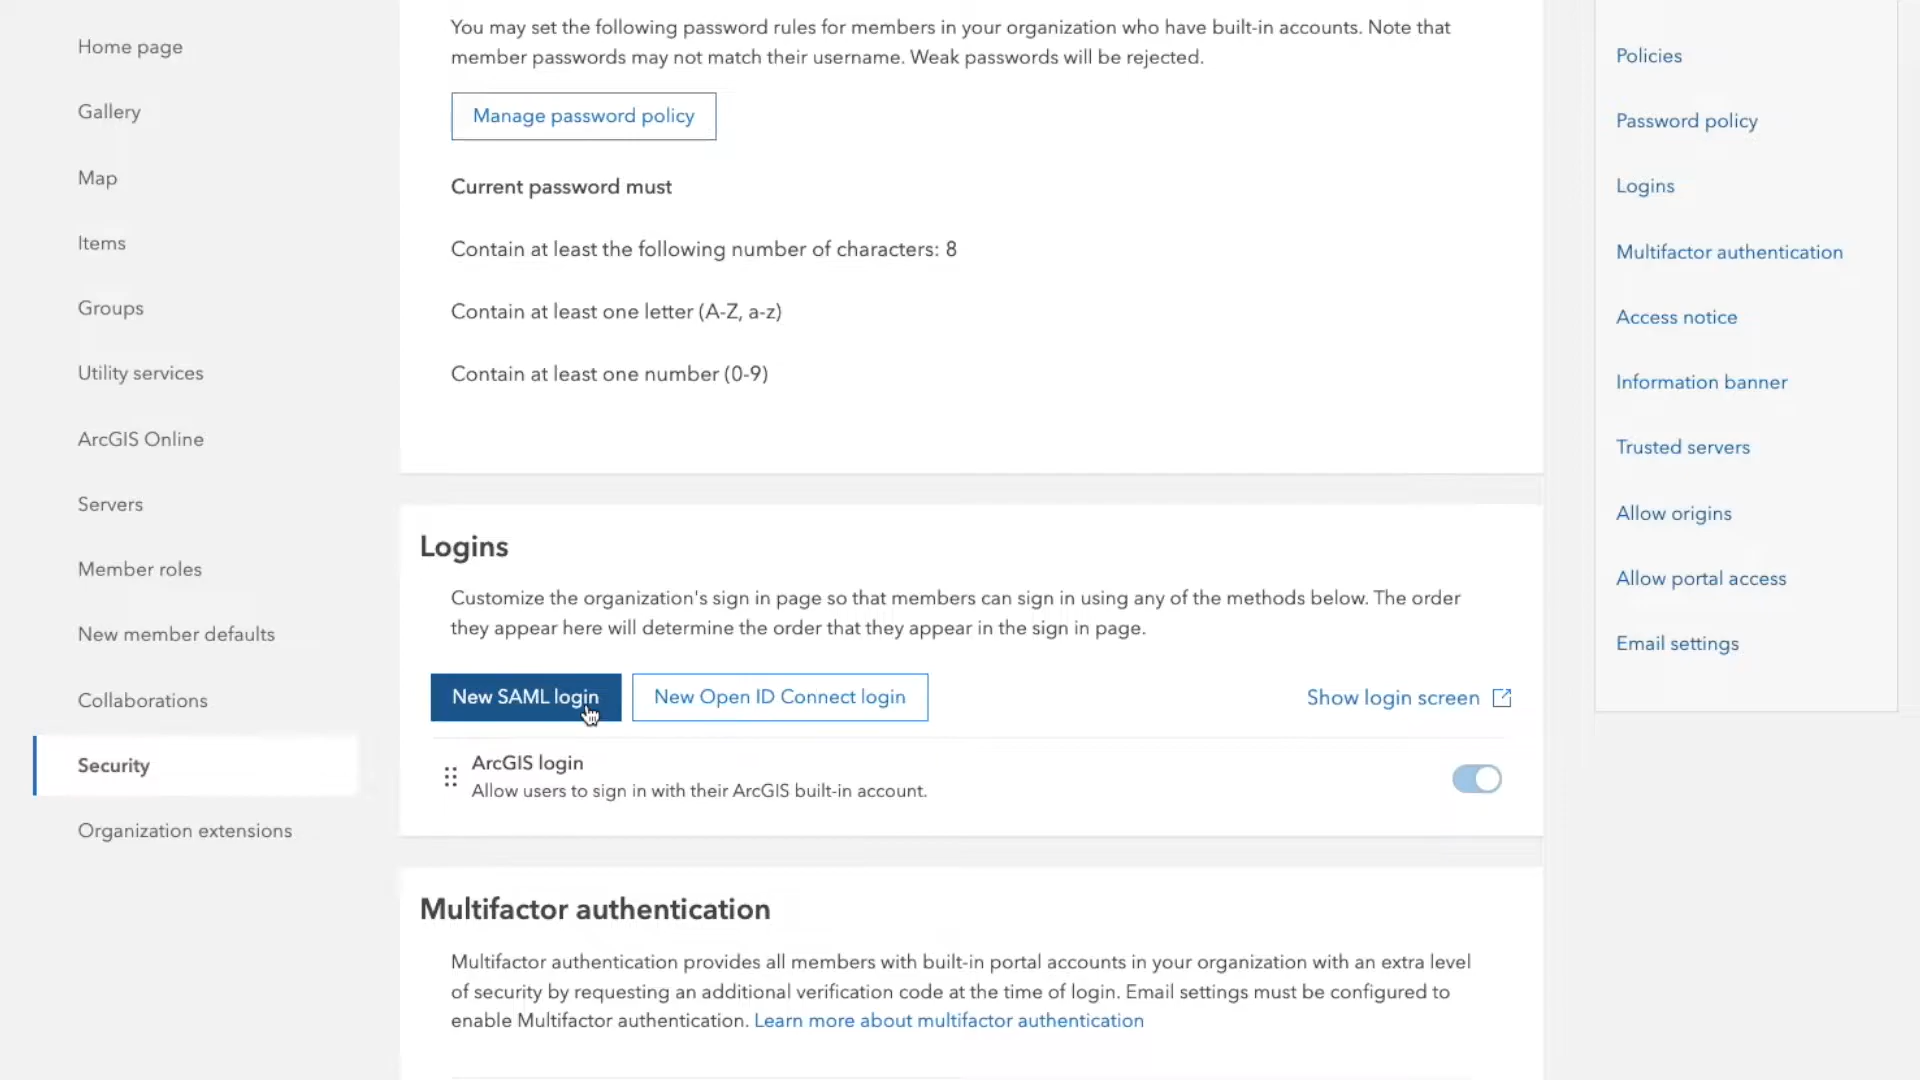 Home page
Gallery
Map
Items
Groups
Utility services
ArcGIS Online
Servers
Member roles
New member defaults
Collaborations
Security
Organization extensions
You may set the following password rules for members in your organization who have built-in accounts. Note that
member passwords may not match their username. Weak passwords will be rejected.
Manage password policy
Current password must
Contain at least the following number of characters: 8
Contain at least one letter (A-Z, a-z)
Contain at least one number (0-9)
Logins
Customize the organization's sign in page so that members can sign in using any of the methods below. The order
they appear here will determine the order that they appear in the sign in page.
New SAML login
New Open ID Connect login
Show login screen
ArcGIS login
Allow users to sign in with their ArcGIS built-in account.
Multifactor authentication
Multifactor authentication provides all members with built-in portal accounts in your organization with an extra level
of security by requesting an additional verification code at the time of login. Email settings must be configured to
enable Multifactor authentication. Learn more about multifactor authentication
Policies
Password policy
Logins
Multifactor authentication
Access notice
Information banner
Trusted servers
Allow origins
Allow portal access
Email settings